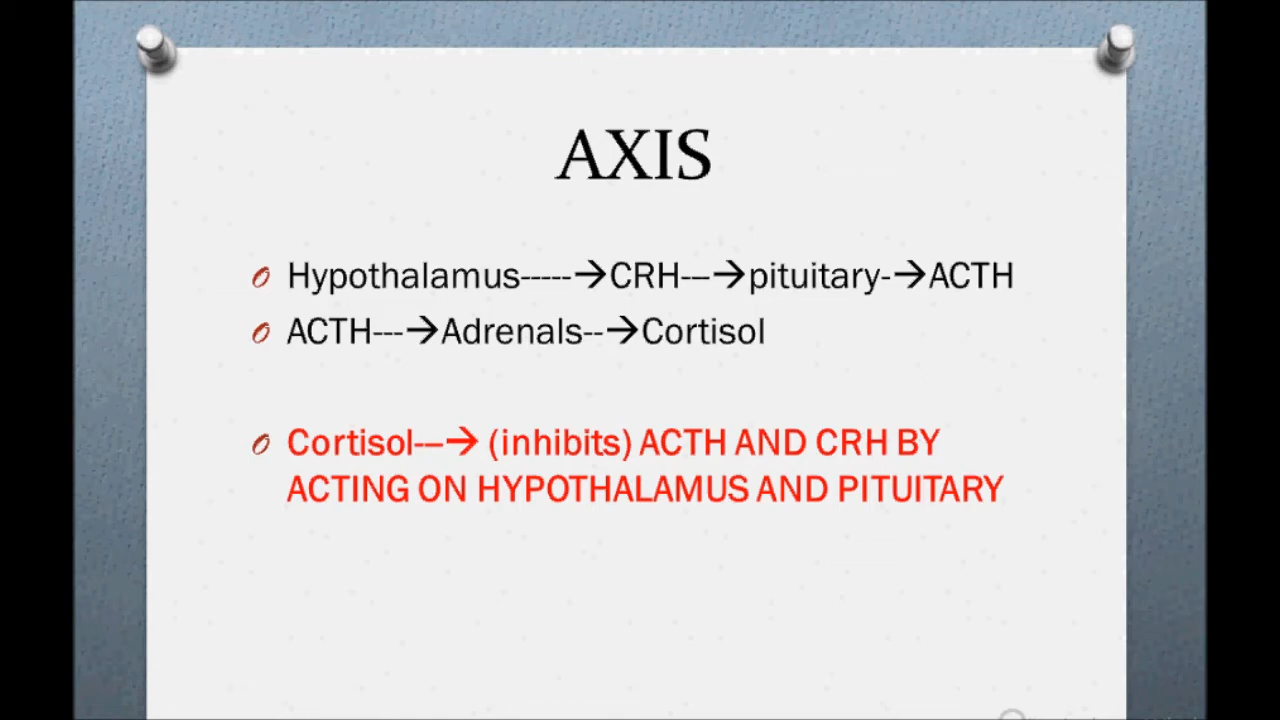 AXIS
Hypothalamus-----→CRH---→pituitary-→ACTH
ACTH---→Adrenals--→Cortisol
Cortisol---→ (inhibits) ACTH AND CRH BY
ACTING ON HYPOTHALAMUS AND PITUITARY